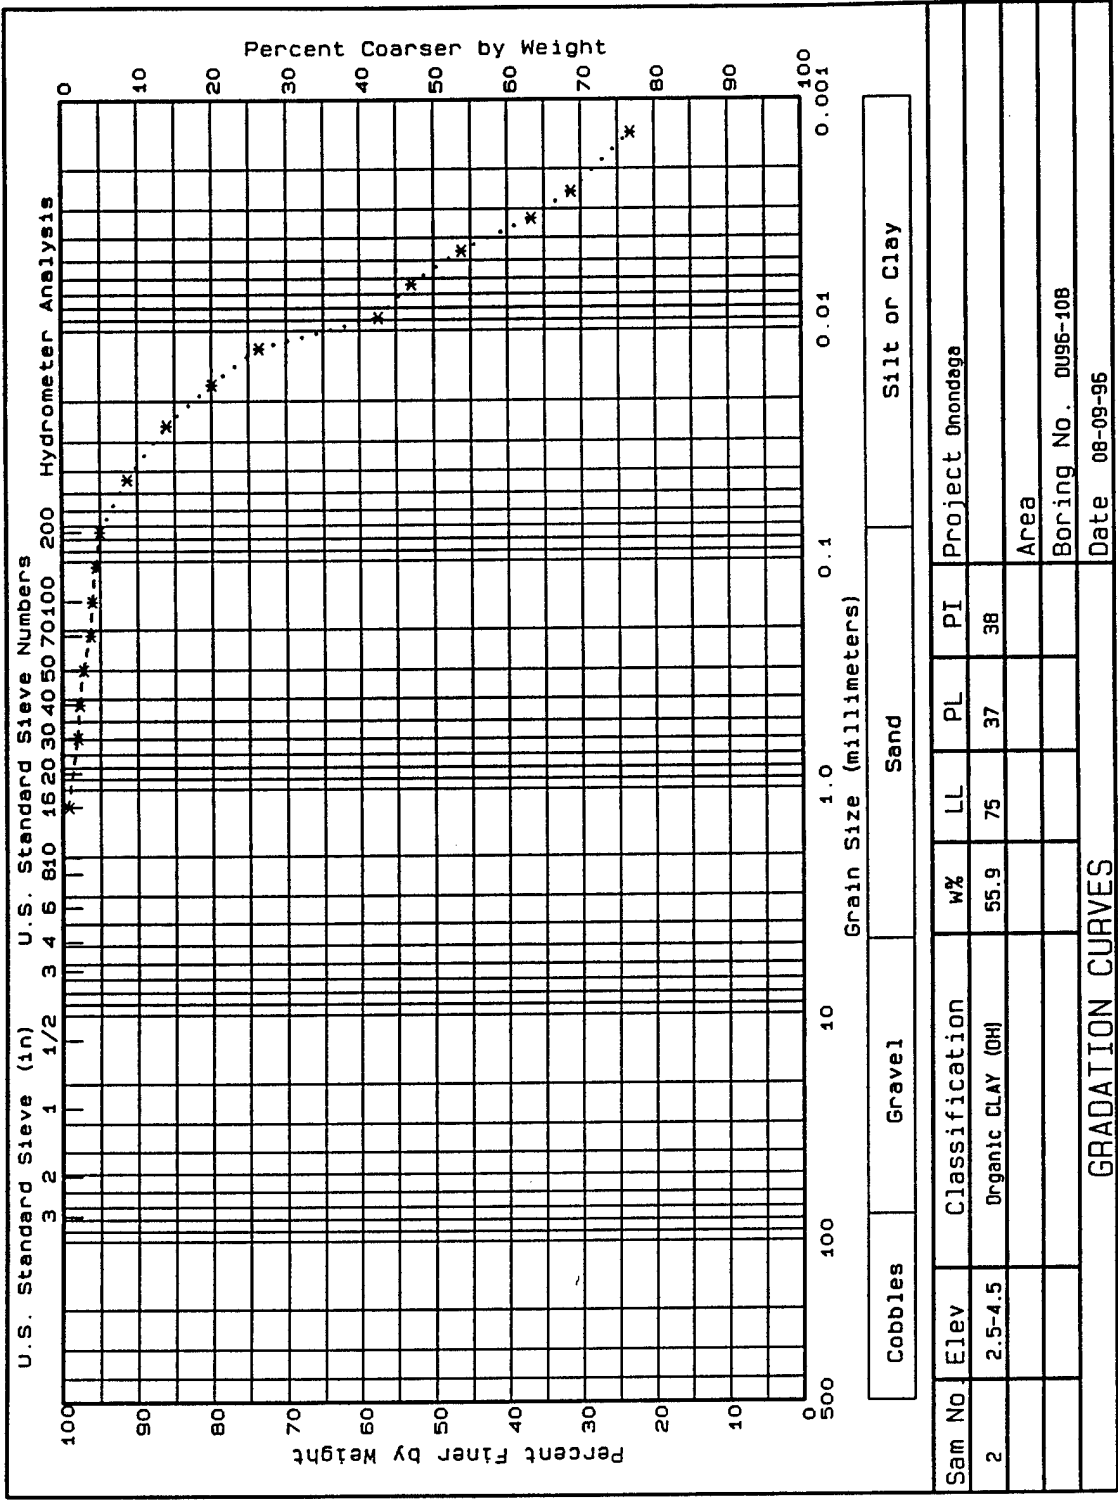 U.S. Standard Sieve (in) U.S. Standard Sieve Numbers Hydrometer Analysis
3 2 1 1/2 3 4 6 8 10 16 20 30 40 50 70 100 200
Percent Finer by Weight
100
90
80
70
60
50
40
30
20
10
0
Percent Coarser by Weight
0
10
20
30
40
50
60
70
80
90
100
500 100 10 1.0 0.1 0.01 0.001
Grain Size (millimeters)
Cobbles Gravel Sand Silt or Clay
Sam No. Elev Classification w% LL PL PI Project Onondaga
2 2.5-4.5 Organic CLAY (OH) 55.9 75 37 38
Area
Boring No. DU96-10B
GRADATION CURVES Date 08-09-96